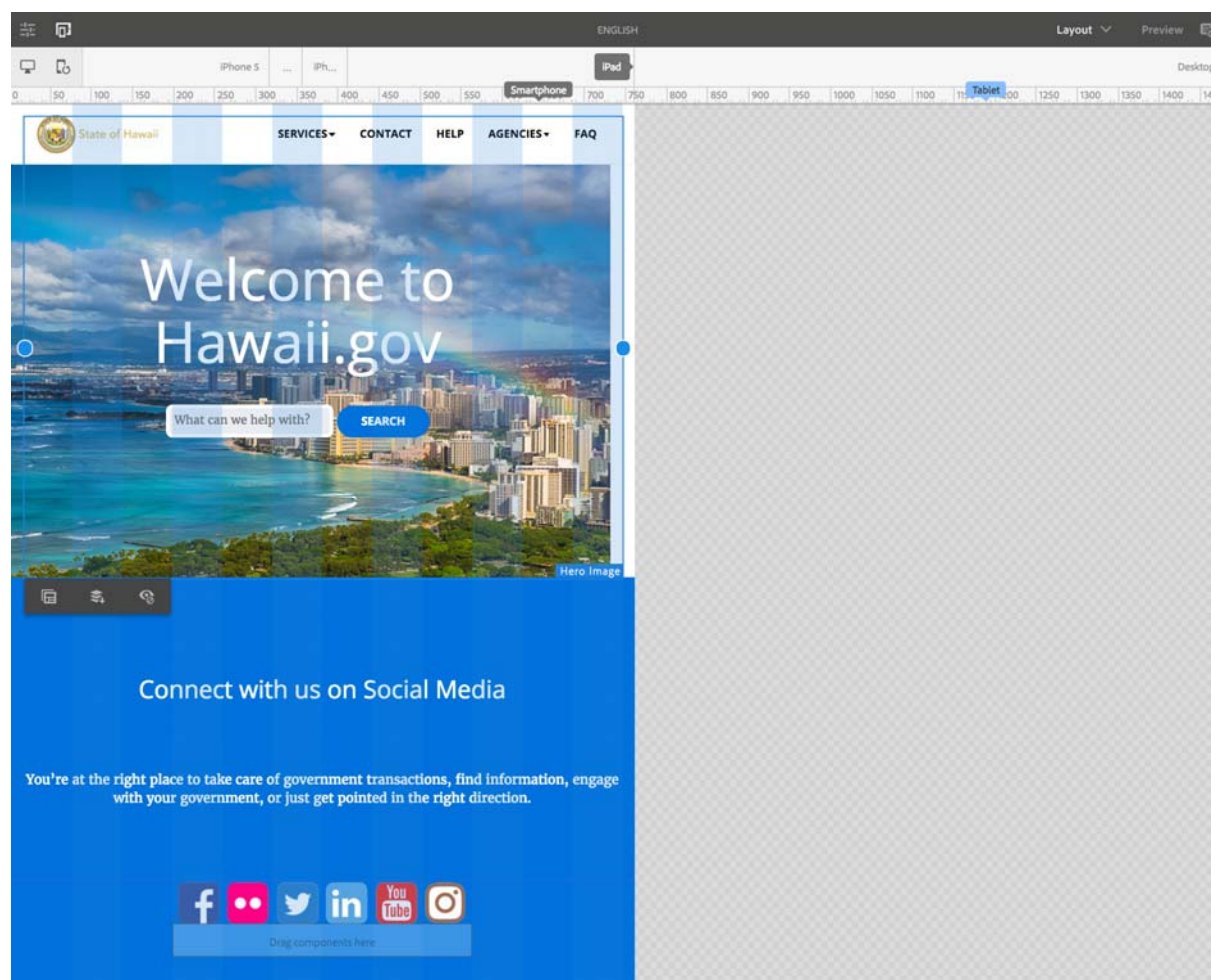 ENGLISH
Layout
Preview
iPhone 5 ... iPh... iPad Desktop
Smartphone Tablet
0 50 100 150 200 250 300 350 400 450 500 550 700 750 800 850 900 950 1000 1050 1100 1250 1300 1350 1400
State of Hawaii
SERVICES CONTACT HELP AGENCIES FAQ
Welcome to
Hawaii.gov
What can we help with? SEARCH
Hero Image
Connect with us on Social Media
You're at the right place to take care of government transactions, find information, engage
with your government, or just get pointed in the right direction.
f in You
Tube
Drag components here